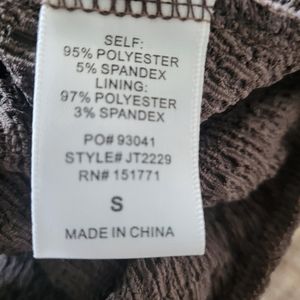 SELF:
95% POLYESTER
5% SPANDEX
LINING:
97% POLYESTER
3% SPANDEX
PO# 93041
STYLE# JT2229
RN# 151771
S
MADE IN CHINA